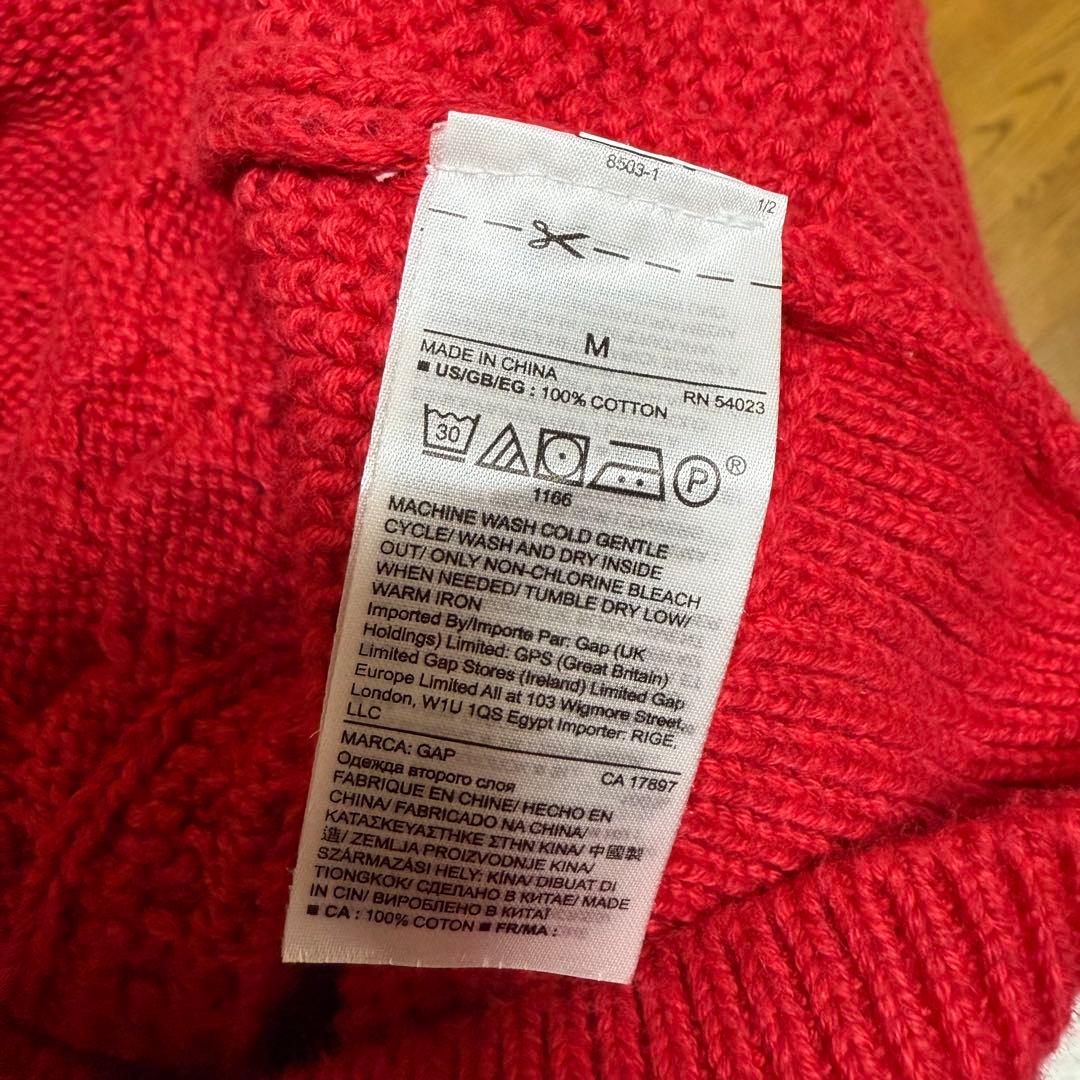 8503-1
1/2
M
MADE IN CHINA
RN 54023
■ US/GB/EG : 100% COTTON
30
P
®
1166
MACHINE WASH COLD GENTLE
CYCLE/ WASH AND DRY INSIDE
OUT/ ONLY NON-CHLORINE BLEACH
WHEN NEEDED/ TUMBLE DRY LOW/
WARM IRON
Imported By/Importe Par: Gap (UK
Holdings) Limited: GPS (Great Britain)
Limited Gap Stores (Ireland) Limited Gap
Europe Limited All at 103 Wigmore Street,
London, W1U 1QS Egypt Importer: RIGE,
LLC
MARCA: GAP
CA 17897
Одежда второго слоя
FABRIQUE EN CHINE/ HECHO EN
CHINA/ FABRICADO NA CHINA/
ΚΑΤΑΣΚΕΥΑΣΤΗΚΕ ΣΤΗΝ ΚΙΝΑ/ 中國製
造/ ZEMLJA PROIZVODNJE KINA/
SZÁRMAZÁSI HELY: KÍNA/ DIBUAT DI
TIONGKOK/ СДЕЛАНО В КИТАЕ/ MADE
IN CIN/ ВИРОБЛЕНО В КИТАЇ
■ CA : 100% COTON ■ FR/MA :